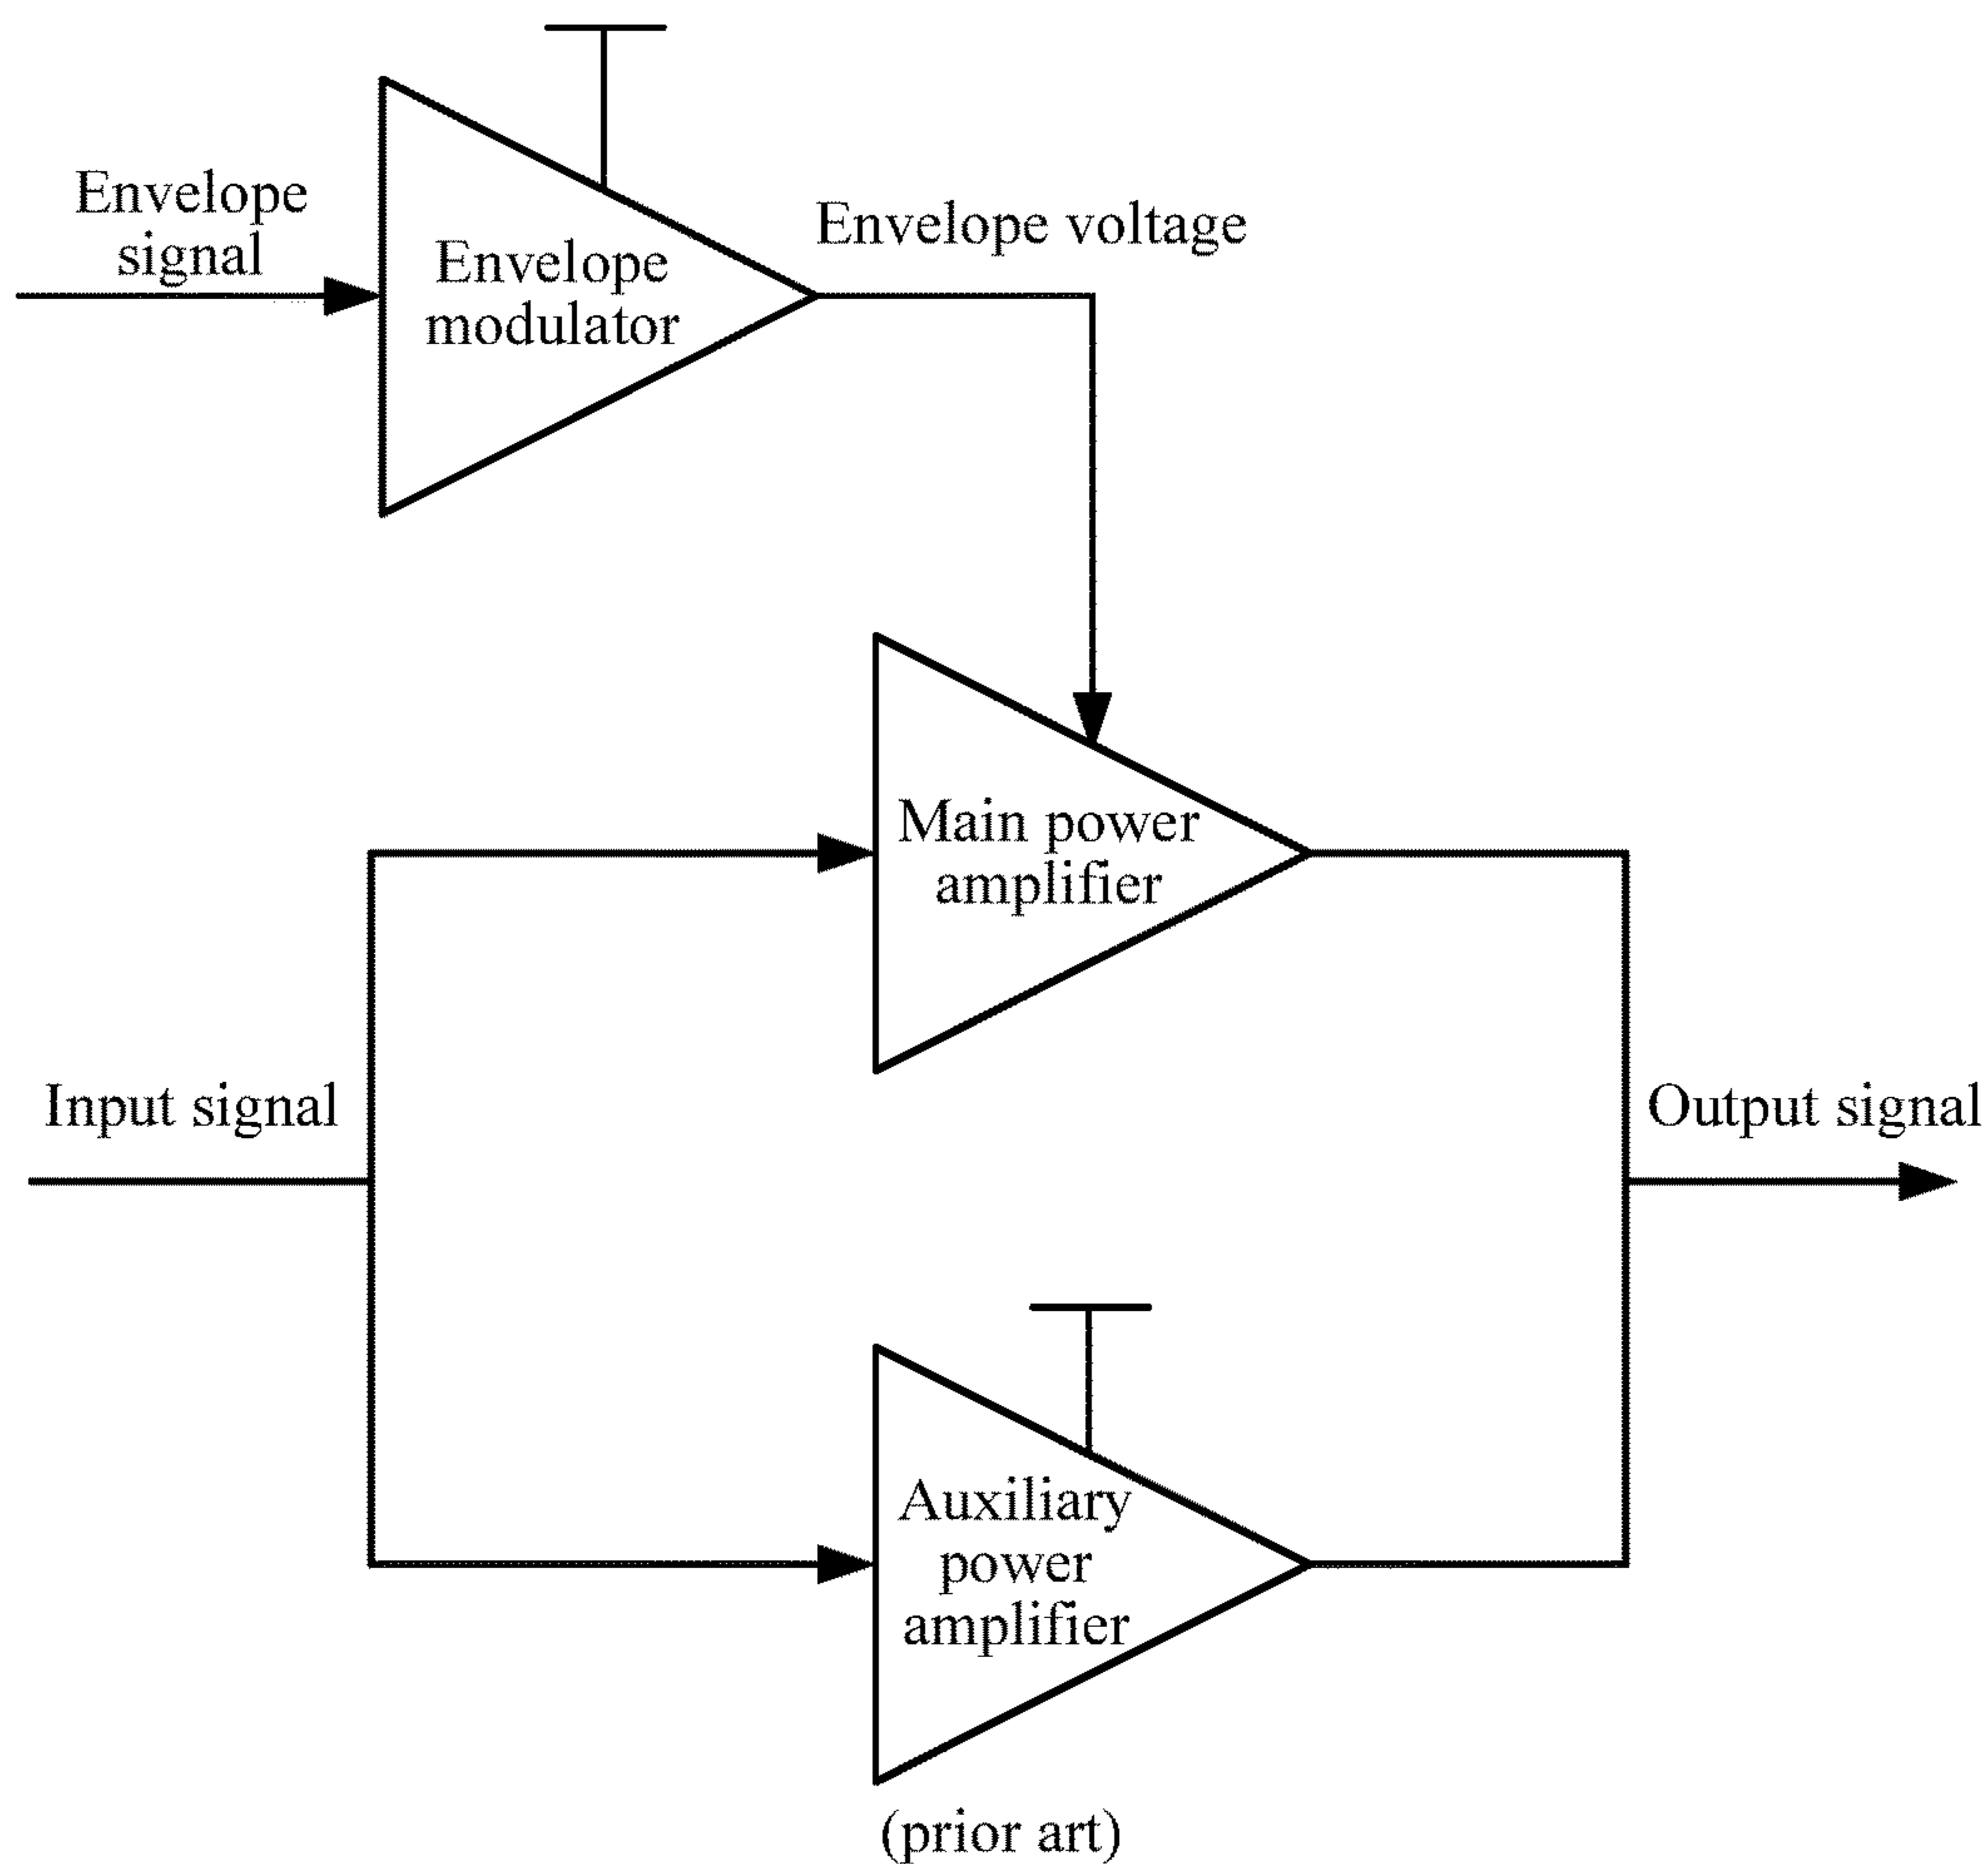 Envelope
signal
Envelope
modulator
Envelope voltage
Main power
amplifier
Input signal
Output signal
Auxiliary
power
amplifier
(prior art)